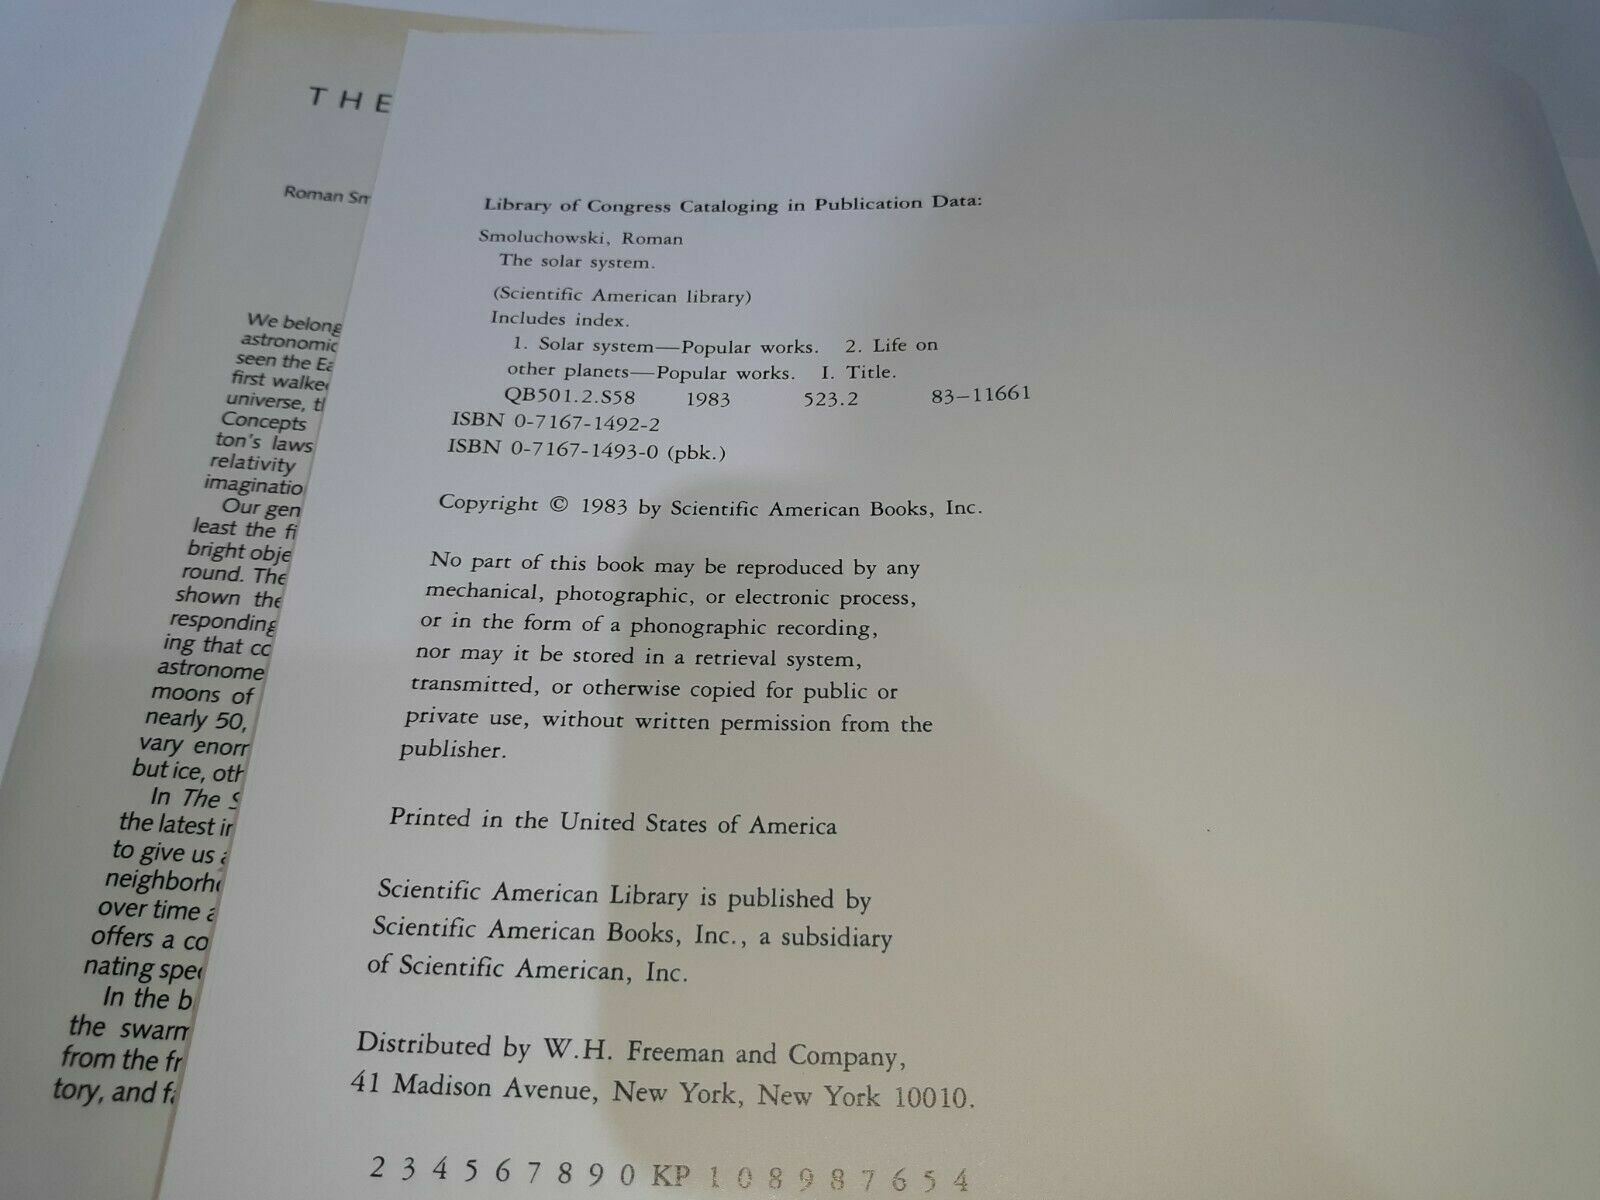 THE
Roman Sm
We belong
astronomic
seen the Ea
first walke
universe, th
Concepts
ton's laws
relativity
imaginatio
Our gen
least the fi
bright obje
round. The
shown the
responding
ing that co
astronome
moons of
nearly 50,
vary enorr
but ice, oth
In The S
the latest in
to give us a
neighborho
over time a
offers a co
nating spec
In the b
the swarm
from the fr
tory, and fa
Library of Congress Cataloging in Publication Data:
Smoluchowski, Roman
The solar system.
(Scientific American library)
Includes index.
1. Solar system—Popular works. 2. Life on
other planets—Popular works. I. Title.
QB501.2.S58 1983 523.2 83-11661
ISBN 0-7167-1492-2
ISBN 0-7167-1493-0 (pbk.)
Copyright © 1983 by Scientific American Books, Inc.
No part of this book may be reproduced by any
mechanical, photographic, or electronic process,
or in the form of a phonographic recording,
nor may it be stored in a retrieval system,
transmitted, or otherwise copied for public or
private use, without written permission from the
publisher.
Printed in the United States of America
Scientific American Library is published by
Scientific American Books, Inc., a subsidiary
of Scientific American, Inc.
Distributed by W.H. Freeman and Company,
41 Madison Avenue, New York, New York 10010.
2 3 4 5 6 7 8 9 0 KP 1 0 8 9 8 7 6 5 4